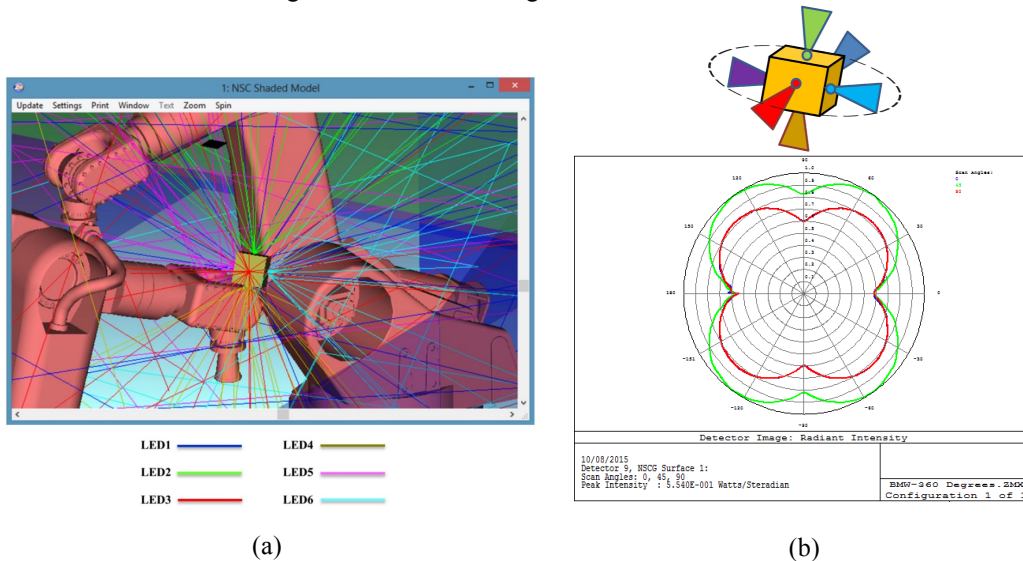 1: NSC Shaded Model
Update Settings Print Window Text Zoom Spin
LED1 LED4
LED2 LED5
LED3 LED6
(a)
90
120 60
150 30
180 0
-151 -30
-120 -60
-90
1.0
0.9
0.8
0.7
0.6
0.5
0.4
0.3
0.2
0.1
Scan Angles:
0
45
90
Detector Image: Radiant Intensity
10/08/2015
Detector 9, NSCG Surface 1:
Scan Angles: 0, 45, 90
Peak Intensity : 5.540E-001 Watts/Steradian
BMW-360 Degrees.ZMX
Configuration 1 of
(b)